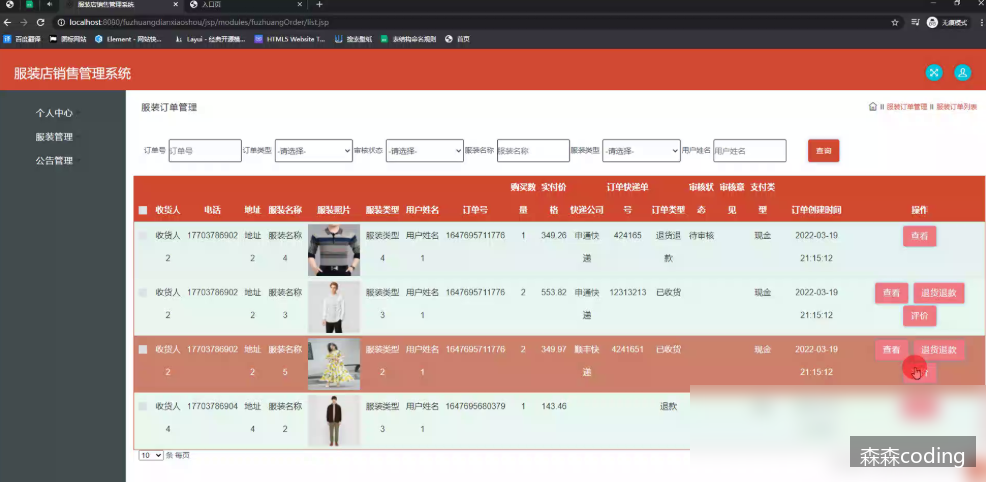 服装店销售管理系统
入口页
localhost:8080/fuzhuangdianxiaoshou/jsp/modules/fuzhuangOrder/list.jsp
无痕模式
百度翻译
图标网站
Element - 网站快...
Layui - 经典开源模...
HTML5 Website T...
表结构命名规则
首页
服装店销售管理系统
个人中心
服装管理
公告管理
服装订单管理
服装订单管理
服装订单列表
订单号 订单号 订单类型 -请选择- 审核状态 -请选择- 服装名称 服装名称 服装类型 -请选择- 用户姓名 用户姓名 查询
收货人 电话 地址 服装名称 服装照片 服装类型 用户姓名 订单号 购买数量 实付价格 快递公司 订单快递单号 订单类型 审核状态 审核意见 支付类型 订单创建时间 操作
收货人2 17703786902 地址2 服装名称4 服装类型4 用户姓名1 1647695711776 1 349.26 申通快递 424165 退货退款 待审核 现金 2022-03-19 21:15:12 查看
收货人2 17703786902 地址2 服装名称3 服装类型3 用户姓名1 1647695711776 2 553.82 申通快递 12313213 已收货 现金 2022-03-19 21:15:12 查看 退货退款 评价
收货人2 17703786902 地址2 服装名称5 服装类型2 用户姓名1 1647695711776 2 349.97 顺丰快递 4241651 已收货 现金 2022-03-19 21:15:12 查看 退货退款
收货人4 17703786904 地址4 服装名称2 服装类型3 用户姓名1 1647695680379 1 143.46 退款
10 条 每页
森森coding